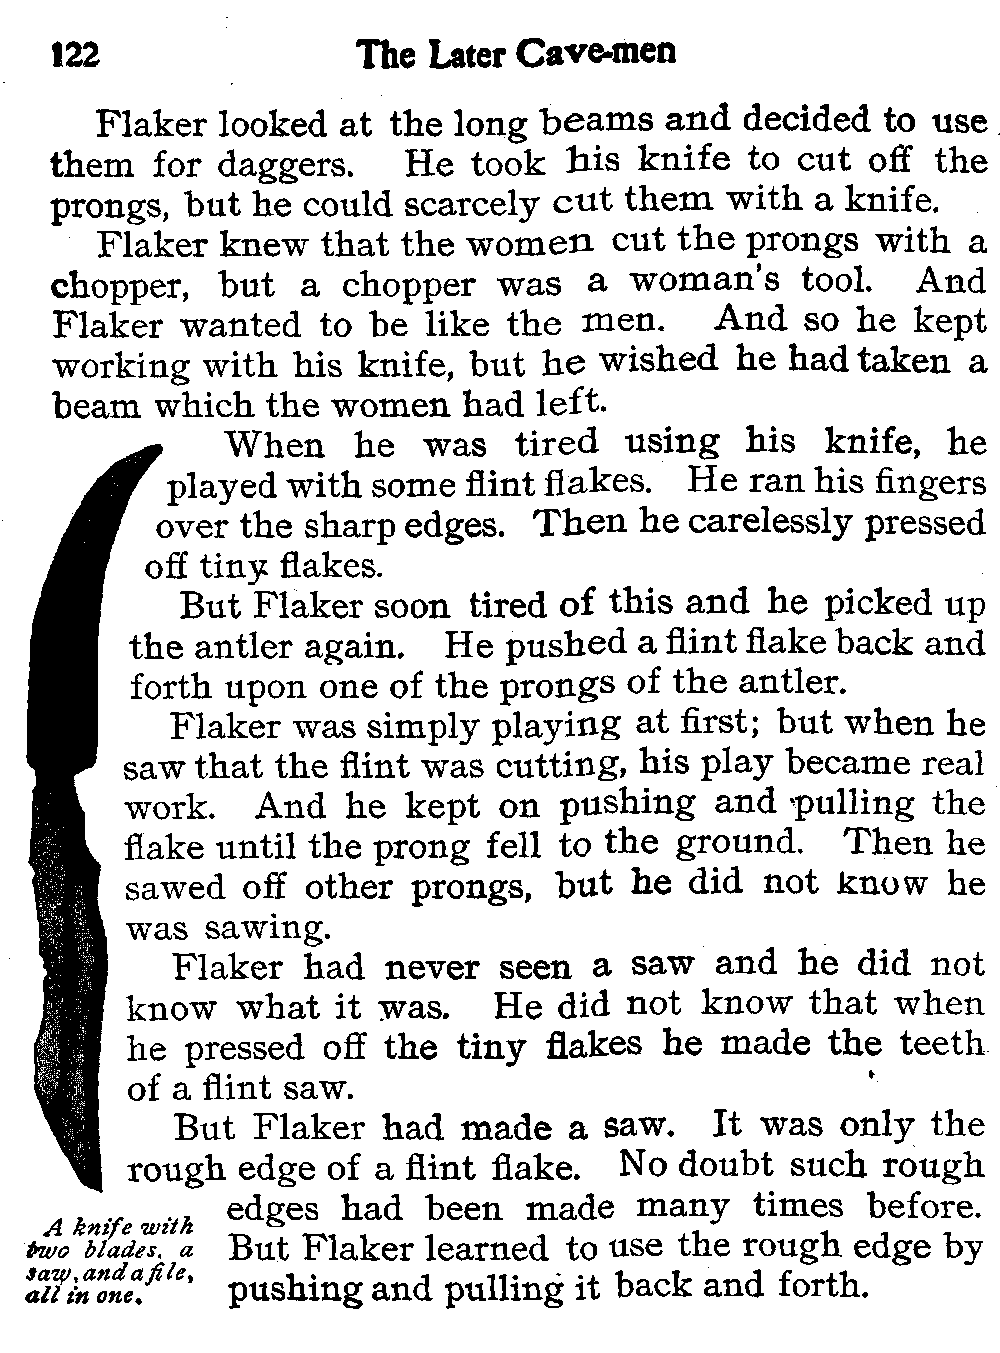 122 The Later Cave-men
Flaker looked at the long beams and decided to use
them for daggers. He took his knife to cut off the
prongs, but he could scarcely cut them with a knife.
Flaker knew that the women cut the prongs with a
chopper, but a chopper was a woman's tool. And
Flaker wanted to be like the men. And so he kept
working with his knife, but he wished he had taken a
beam which the women had left.
When he was tired using his knife, he
played with some flint flakes. He ran his fingers
over the sharp edges. Then he carelessly pressed
off tiny flakes.
But Flaker soon tired of this and he picked up
the antler again. He pushed a flint flake back and
forth upon one of the prongs of the antler.
Flaker was simply playing at first; but when he
saw that the flint was cutting, his play became real
work. And he kept on pushing and pulling the
flake until the prong fell to the ground. Then he
sawed off other prongs, but he did not know he
was sawing.
Flaker had never seen a saw and he did not
know what it was. He did not know that when
he pressed off the tiny flakes he made the teeth
of a flint saw.
But Flaker had made a saw. It was only the
rough edge of a flint flake. No doubt such rough
edges had been made many times before.
But Flaker learned to use the rough edge by
pushing and pulling it back and forth.
A knife with
two blades, a
saw, and a file,
all in one.